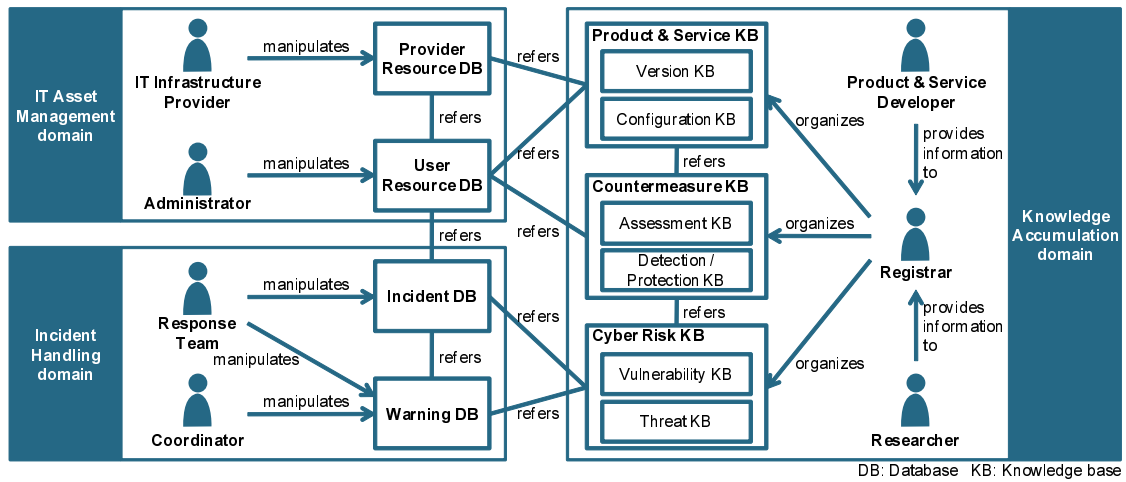 IT Asset
Management
domain
IT Infrastructure
Provider
manipulates
Provider
Resource DB
refers
refers
Administrator
manipulates
User
Resource DB
refers
refers
refers
Incident
Handling
domain
Response
Team
manipulates
manipulates
Incident DB
refers
refers
Coordinator
manipulates
Warning DB
refers
Product & Service KB
Version KB
Configuration KB
refers
Countermeasure KB
Assessment KB
Detection /
Protection KB
refers
Cyber Risk KB
Vulnerability KB
Threat KB
organizes
organizes
organizes
Product & Service
Developer
provides
information
to
Registrar
provides
information
to
Researcher
Knowledge
Accumulation
domain
DB: Database KB: Knowledge base